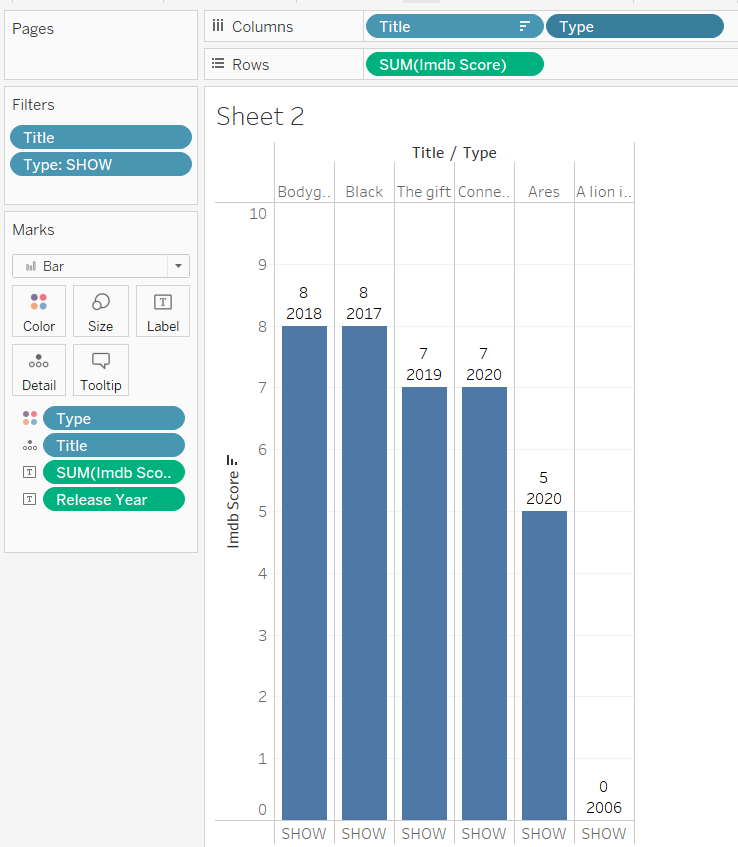 Pages
Columns
Title
Type
Rows
SUM(Imdb Score)
Filters
Title
Type: SHOW
Marks
Bar
Color
Size
Label
Detail
Tooltip
Type
Title
SUM(Imdb Sco..
Release Year
Sheet 2
Title / Type
Bodyg.. Black The gift Conne.. Ares A lion i..
Imdb Score
10
9
8
7
6
5
4
3
2
1
0
8
2018
8
2017
7
2019
7
2020
5
2020
0
2006
SHOW SHOW SHOW SHOW SHOW SHOW